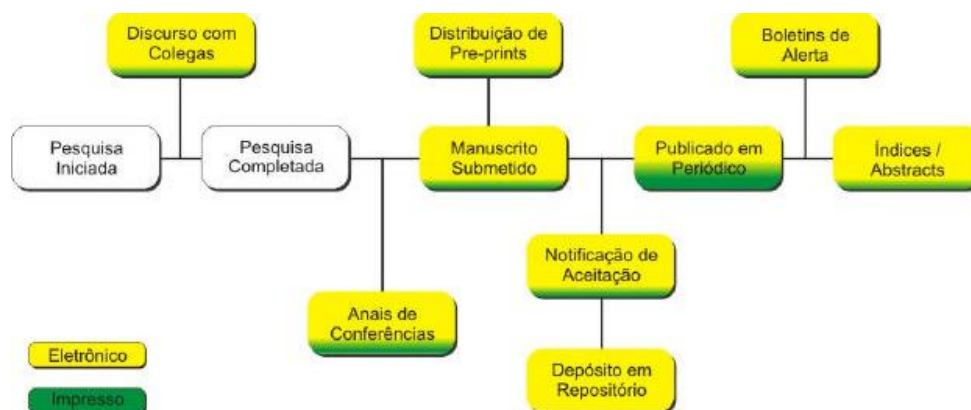 Discurso com
Colegas
Distribuição de
Pre-prints
Boletins de
Alerta
Pesquisa
Iniciada
Pesquisa
Completada
Manuscrito
Submetido
Publicado em
Periódico
Índices /
Abstracts
Notificação de
Aceitação
Anais de
Conferências
Depósito em
Repositório
Eletrônico
Impresso